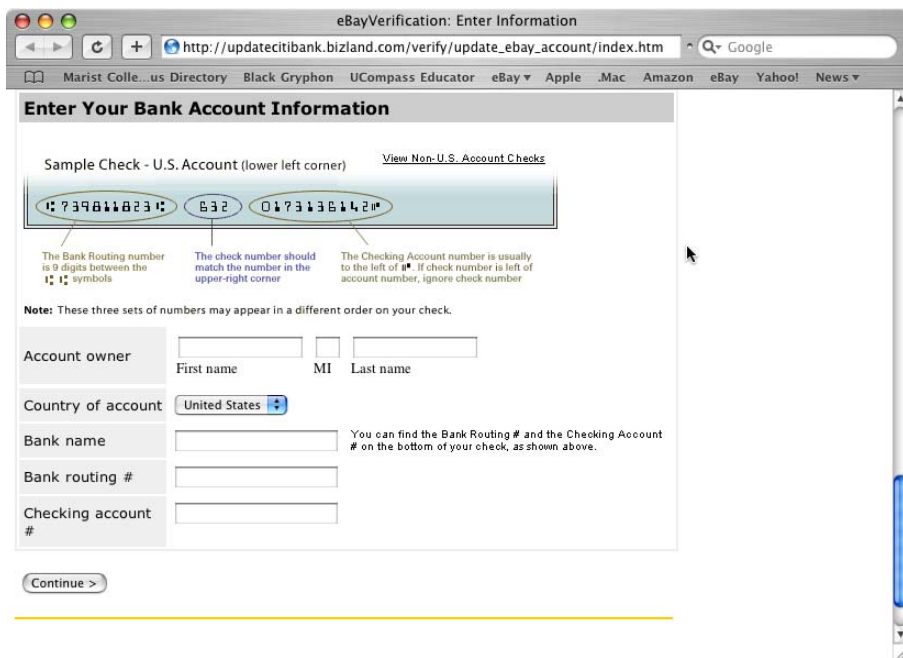 eBayVerification: Enter Information
http://updatecitibank.bizland.com/verify/update_ebay_account/index.htm
Google
Marist Colle...us Directory Black Gryphon UCompass Educator eBay Apple .Mac Amazon eBay Yahoo! News
Enter Your Bank Account Information
Sample Check - U.S. Account (lower left corner) View Non-U.S. Account Checks
⑆739811823⑆ 632 0173136142⑈
The Bank Routing number
is 9 digits between the
⑆ ⑆ symbols
The check number should
match the number in the
upper-right corner
The Checking Account number is usually
to the left of ⑈. If check number is left of
account number, ignore check number
Note: These three sets of numbers may appear in a different order on your check.
Account owner
First name MI Last name
Country of account United States
Bank name
You can find the Bank Routing # and the Checking Account
# on the bottom of your check, as shown above.
Bank routing #
Checking account
#
Continue >